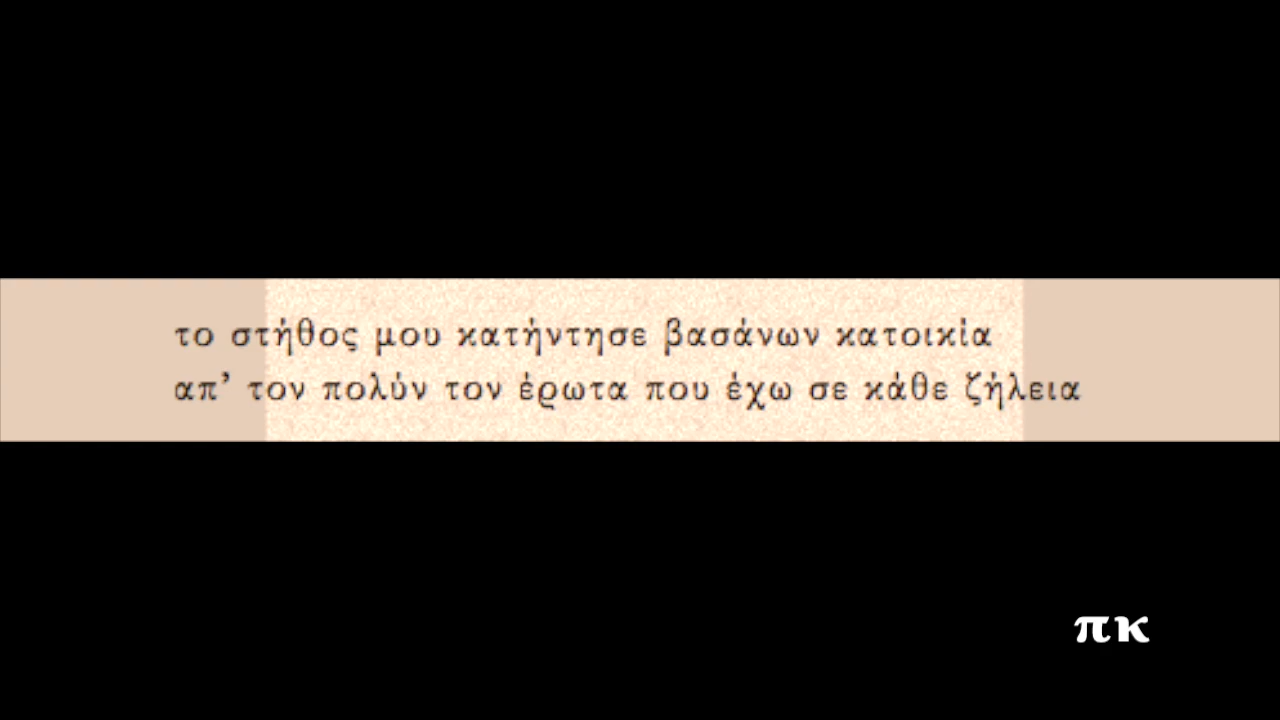 το στήθος μου κατήντησε βασάνων κατοικία
απ’ τον πολύν τον έρωτα που έχω σε κάθε ζήλεια
πκ